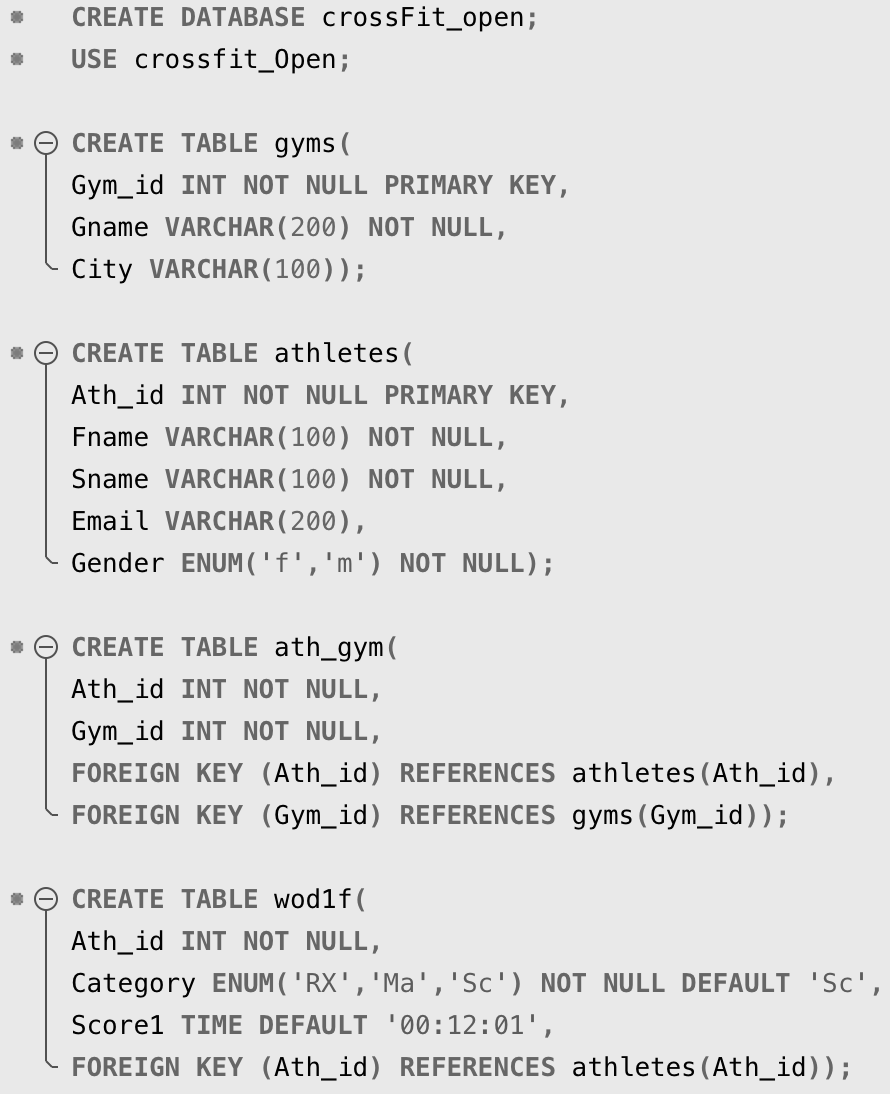 CREATE DATABASE crossFit_open;
USE crossfit_Open;
CREATE TABLE gyms(
Gym_id INT NOT NULL PRIMARY KEY,
Gname VARCHAR(200) NOT NULL,
City VARCHAR(100));
CREATE TABLE athletes(
Ath_id INT NOT NULL PRIMARY KEY,
Fname VARCHAR(100) NOT NULL,
Sname VARCHAR(100) NOT NULL,
Email VARCHAR(200),
Gender ENUM('f','m') NOT NULL);
CREATE TABLE ath_gym(
Ath_id INT NOT NULL,
Gym_id INT NOT NULL,
FOREIGN KEY (Ath_id) REFERENCES athletes(Ath_id),
FOREIGN KEY (Gym_id) REFERENCES gyms(Gym_id));
CREATE TABLE wod1f(
Ath_id INT NOT NULL,
Category ENUM('RX','Ma','Sc') NOT NULL DEFAULT 'Sc',
Score1 TIME DEFAULT '00:12:01',
FOREIGN KEY (Ath_id) REFERENCES athletes(Ath_id));